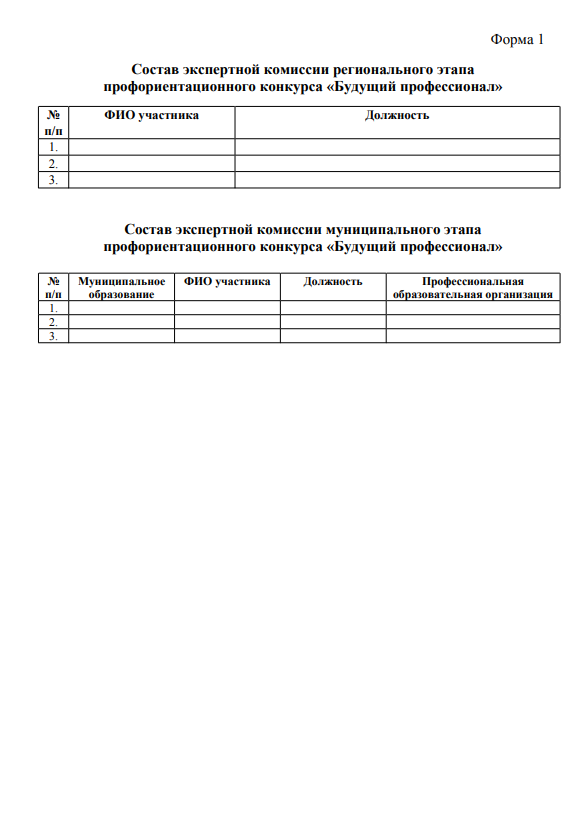 Форма 1
Состав экспертной комиссии регионального этапа
профориентационного конкурса «Будущий профессионал»
№ п/п ФИО участника Должность
1.
2.
3.
Состав экспертной комиссии муниципального этапа
профориентационного конкурса «Будущий профессионал»
№ Муниципальное ФИО участника Должность Профессиональная
п/п образование образовательная организация
1.
2.
3.